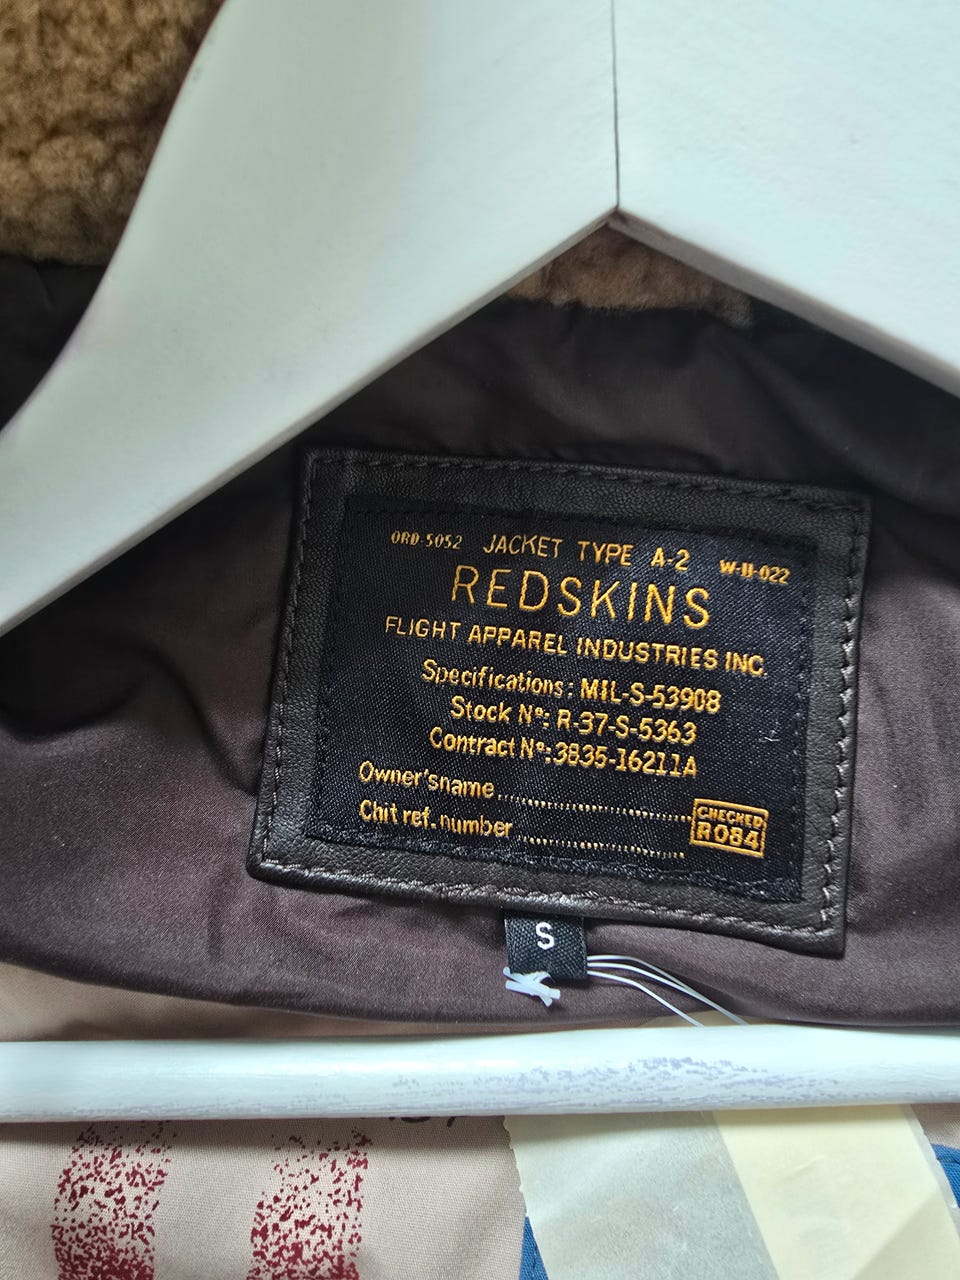 ORD-5052 JACKET TYPE A-2 W-II-022
REDSKINS
FLIGHT APPAREL INDUSTRIES INC.
Specifications: MIL-S-53908
Stock Nº: R-37-S-5363
Contract Nº:3835-16211A
Owner'sname
Chit ref.number
CHECKED
R084
S